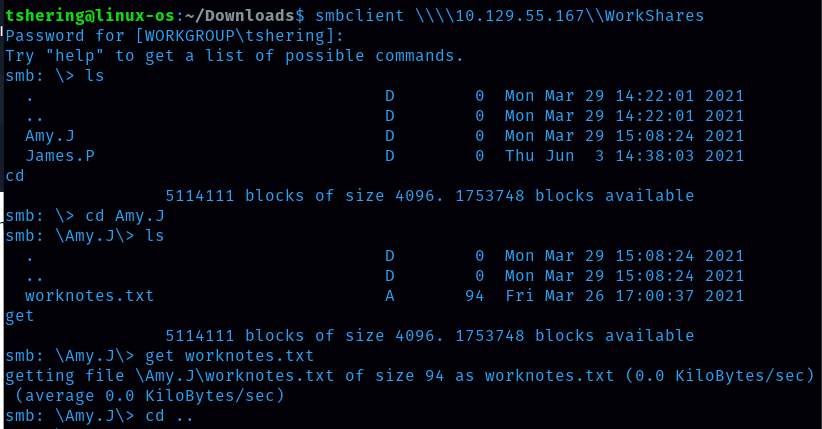 tshering@linux-os:~/Downloads$ smbclient \\\\10.129.55.167\\WorkShares
Password for [WORKGROUP\tshering]:
Try "help" to get a list of possible commands.
smb: \> ls
  .                                   D        0  Mon Mar 29 14:22:01 2021
  ..                                  D        0  Mon Mar 29 14:22:01 2021
  Amy.J                               D        0  Mon Mar 29 15:08:24 2021
  James.P                             D        0  Thu Jun  3 14:38:03 2021
cd
                5114111 blocks of size 4096. 1753748 blocks available
smb: \> cd Amy.J
smb: \Amy.J\> ls
  .                                   D        0  Mon Mar 29 15:08:24 2021
  ..                                  D        0  Mon Mar 29 15:08:24 2021
  worknotes.txt                       A       94  Fri Mar 26 17:00:37 2021
get
                5114111 blocks of size 4096. 1753748 blocks available
smb: \Amy.J\> get worknotes.txt
getting file \Amy.J\worknotes.txt of size 94 as worknotes.txt (0.0 KiloBytes/sec)
 (average 0.0 KiloBytes/sec)
smb: \Amy.J\> cd ..